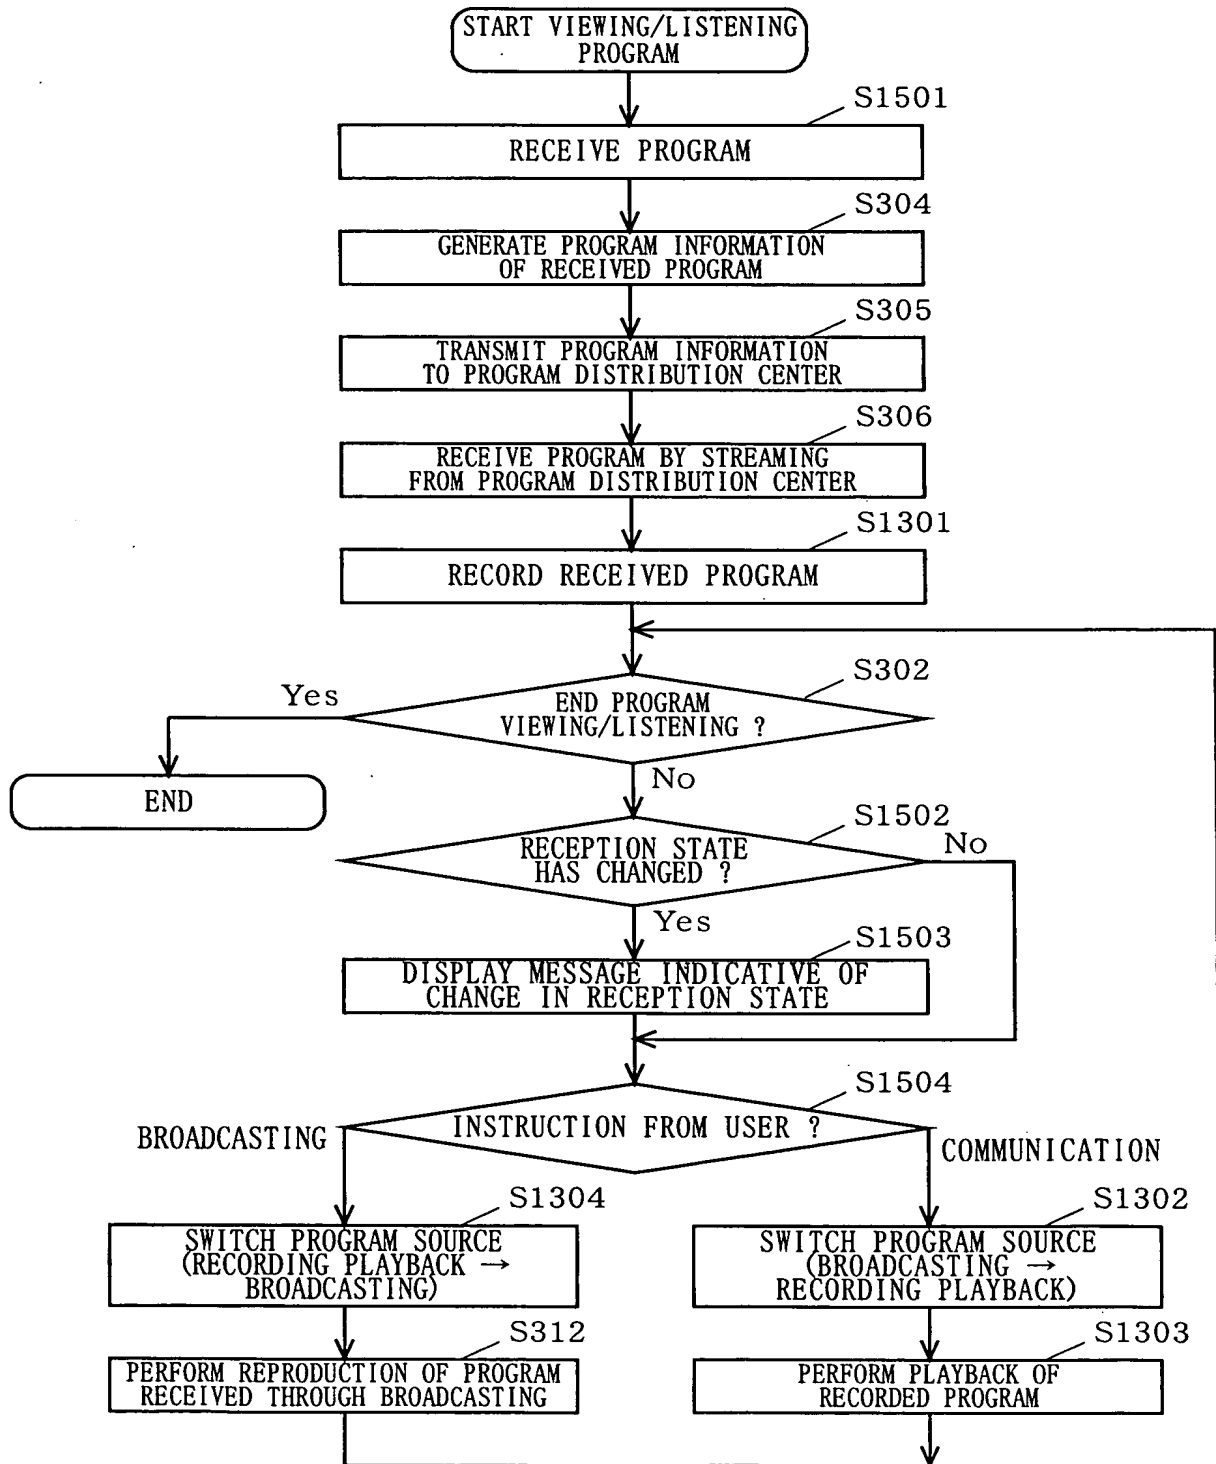 START VIEWING/LISTENING
PROGRAM
S1501
RECEIVE PROGRAM
S304
GENERATE PROGRAM INFORMATION
OF RECEIVED PROGRAM
S305
TRANSMIT PROGRAM INFORMATION
TO PROGRAM DISTRIBUTION CENTER
S306
RECEIVE PROGRAM BY STREAMING
FROM PROGRAM DISTRIBUTION CENTER
S1301
RECORD RECEIVED PROGRAM
S302
Yes
END PROGRAM
VIEWING/LISTENING ?
No
END
S1502
RECEPTION STATE
HAS CHANGED ?
No
Yes
S1503
DISPLAY MESSAGE INDICATIVE OF
CHANGE IN RECEPTION STATE
S1504
INSTRUCTION FROM USER ?
BROADCASTING
COMMUNICATION
S1304
SWITCH PROGRAM SOURCE
(RECORDING PLAYBACK →
BROADCASTING)
S1302
SWITCH PROGRAM SOURCE
(BROADCASTING →
RECORDING PLAYBACK)
S312
PERFORM REPRODUCTION OF PROGRAM
RECEIVED THROUGH BROADCASTING
S1303
PERFORM PLAYBACK OF
RECORDED PROGRAM